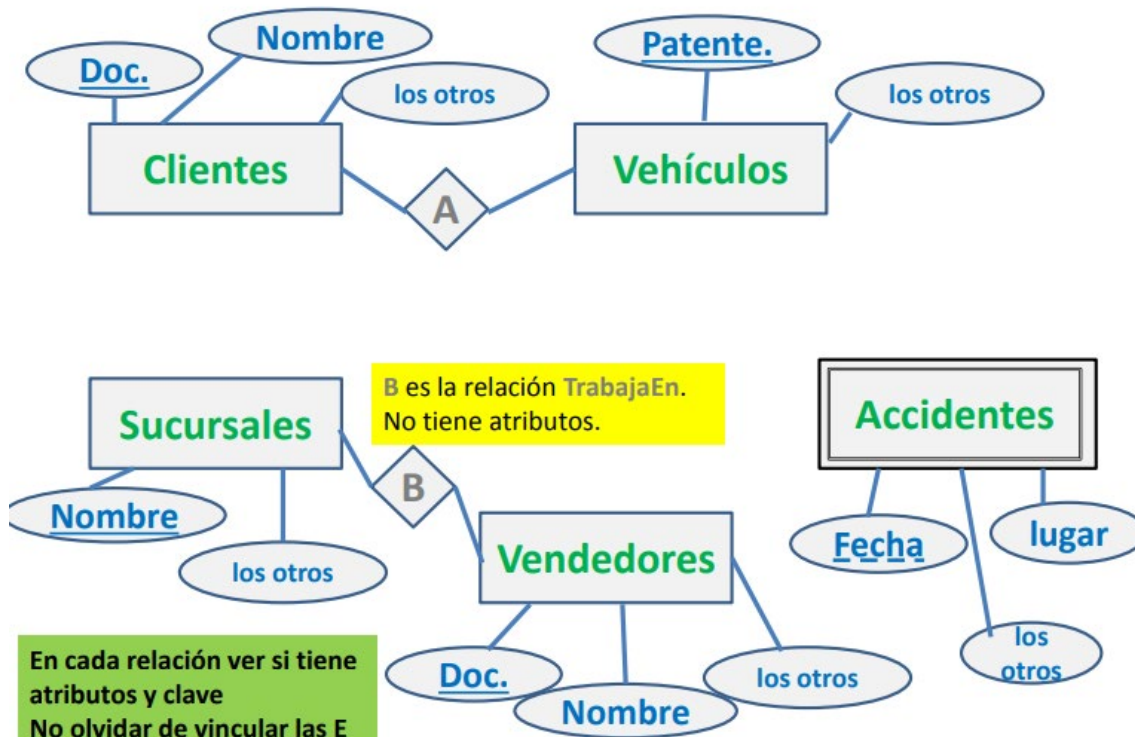 Nombre
Doc.
los otros
Clientes
A
Patente.
los otros
Vehículos
B es la relación TrabajaEn.
No tiene atributos.
Sucursales
B
Nombre
los otros
Accidentes
Fecha
lugar
los
otros
Vendedores
Doc.
Nombre
los otros
En cada relación ver si tiene
atributos y clave
No olvidar de vincular las E